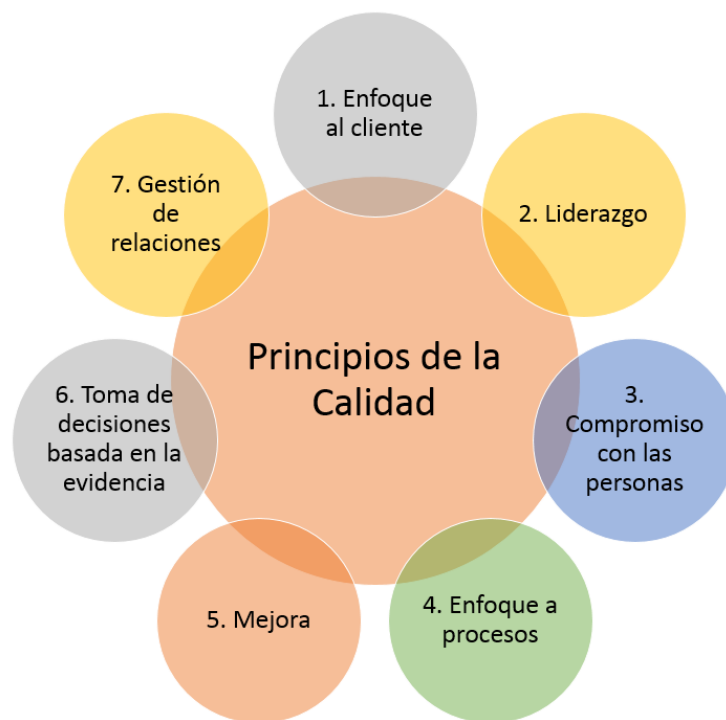 1. Enfoque
al cliente
2. Liderazgo
3.
Compromiso
con las
personas
4. Enfoque a
procesos
5. Mejora
6. Toma de
decisiones
basada en la
evidencia
7. Gestión
de
relaciones
Principios de la
Calidad